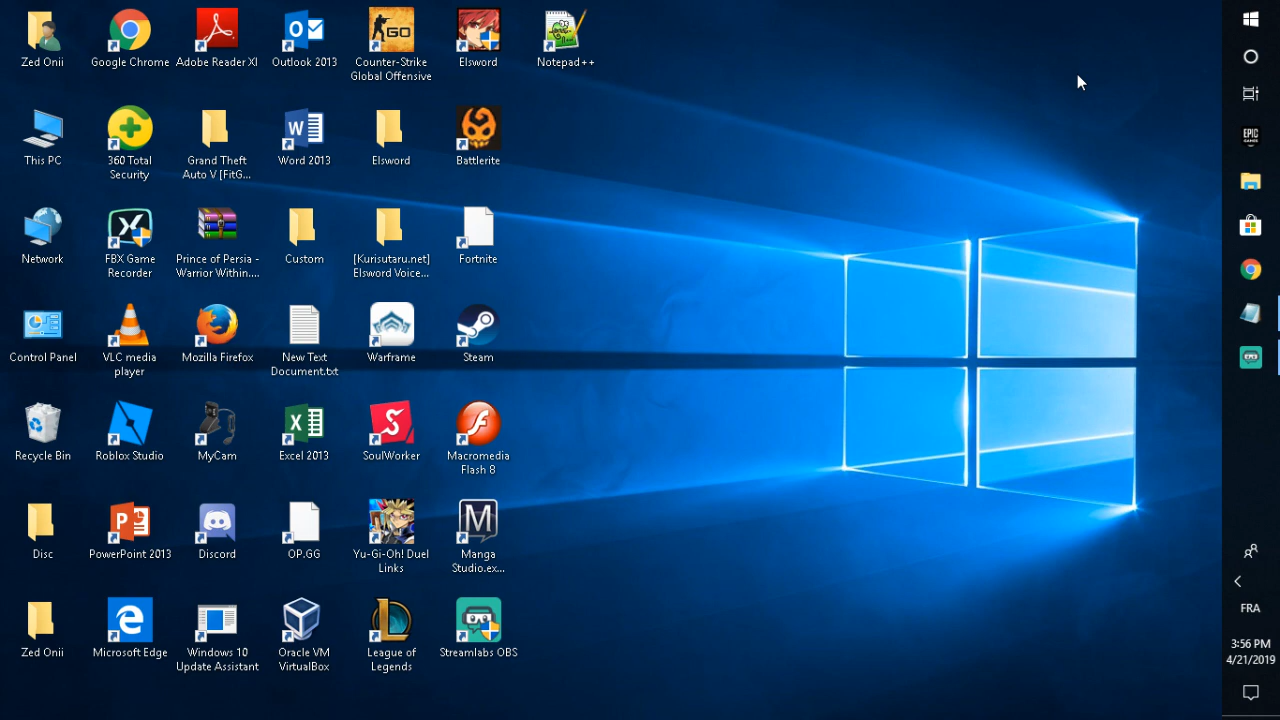 Zed Onii
Google Chrome
Adobe Reader XI
Outlook 2013
GO
Counter-Strike
Global Offensive
Elsword
Notepad++
This PC
360 Total
Security
Grand Theft
Auto V [FitG...
Word 2013
Elsword
Battlerite
Network
FBX Game
Recorder
Prince of Persia -
Warrior Within....
Custom
[Kurisutaru.net]
Elsword Voice...
Fortnite
Control Panel
VLC media
player
Mozilla Firefox
New Text
Document.txt
Warframe
Steam
Recycle Bin
Roblox Studio
MyCam
Excel 2013
SoulWorker
Macromedia
Flash 8
Disc
PowerPoint 2013
Discord
OP.GG
Yu-Gi-Oh! Duel
Links
Manga
Studio.ex...
Zed Onii
Microsoft Edge
Windows 10
Update Assistant
Oracle VM
VirtualBox
League of
Legends
Streamlabs OBS
EPIC
GAMES
FRA
3:56 PM
4/21/2019